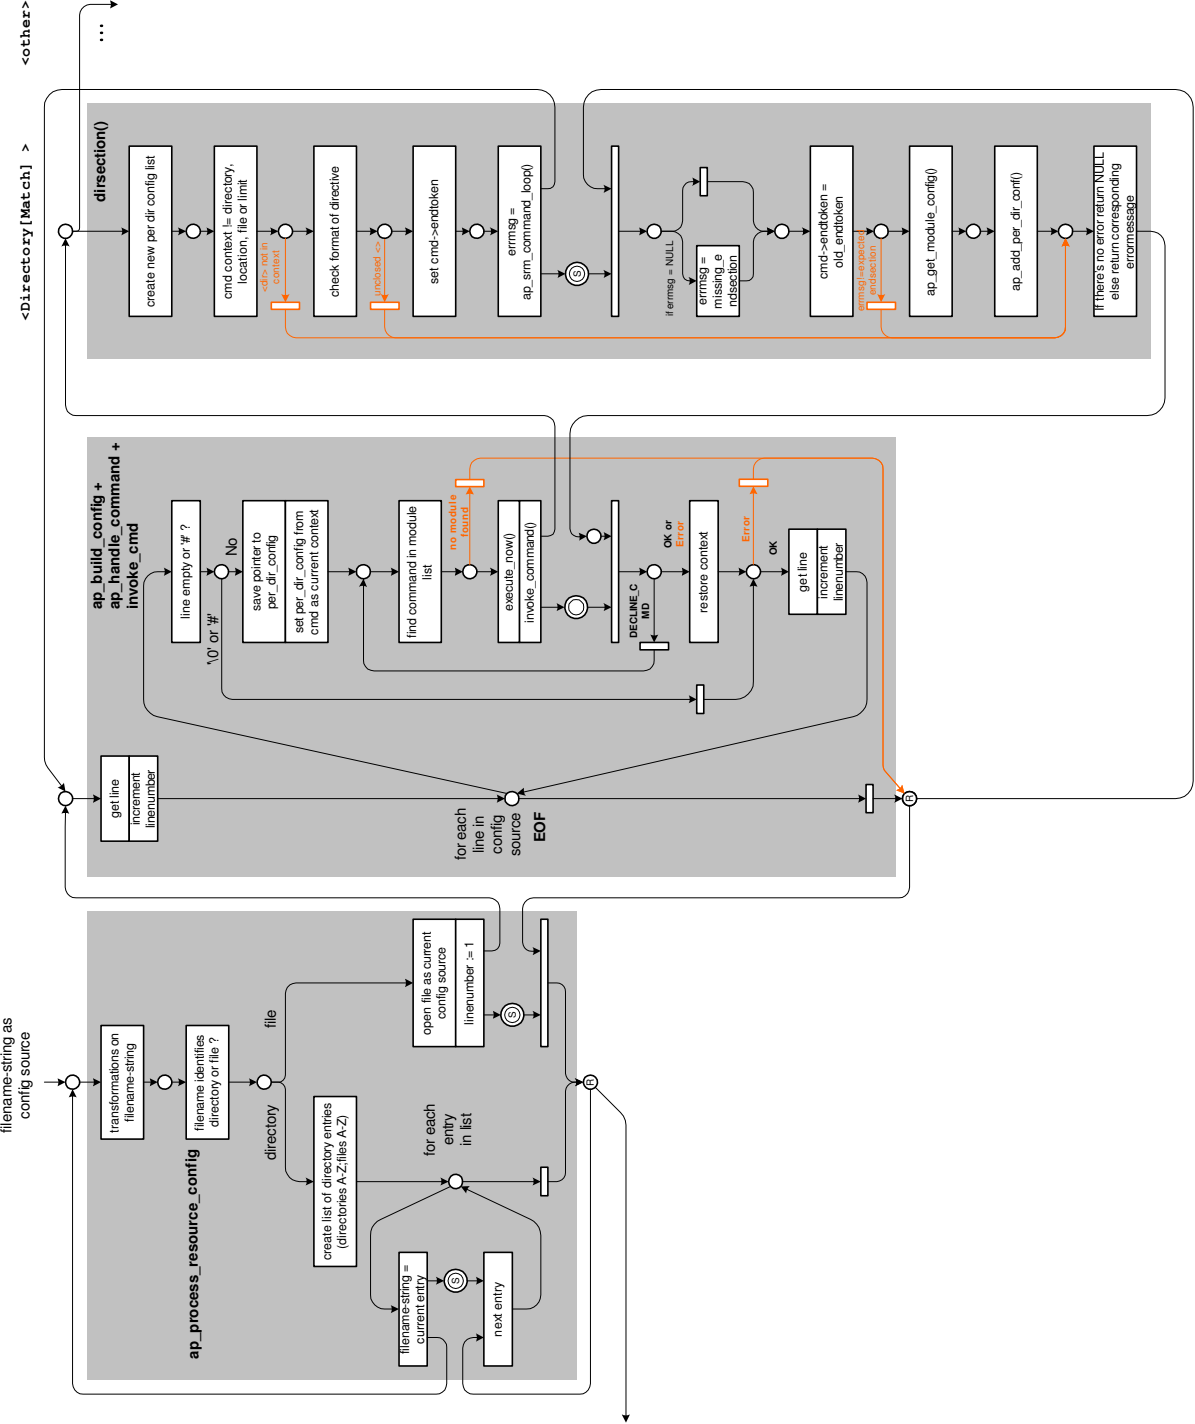 filename-string as
config source
ap_process_resource_config
transformations on
filename-string
filename identifies
directory or file ?
directory
file
create list of directory entries
(directories A-Z;files A-Z)
for each
entry
in list
filename-string =
current entry
S
next entry
open file as current
config source
linenumber := 1
S
R
ap_build_config +
ap_handle_command +
invoke_cmd
get line
increment
linenumber
for each
line in
config
source
EOF
line empty or '#' ?
'\0' or '#'
No
save pointer to
per_dir_config
set per_dir_config from
cmd as current context
find command in module
list
no module
found
execute_now()
invoke_command()
DECLINE_C
MD
OK or
Error
restore context
Error
OK
get line
increment
linenumber
R
<Directory[Match] >
<other>
...
dirsection()
create new per dir config list
cmd context != directory,
location, file or limit
<dir> not in
context
check format of directive
unclosed <>
set cmd->endtoken
errmsg =
ap_srm_command_loop()
S
if errmsg = NULL
errmsg =
missing_e
ndsection
cmd->endtoken =
old_endtoken
errmsg!=expected
endsection
ap_get_module_config()
ap_add_per_dir_conf()
If there's no error return NULL
else return corresponding
errormessage